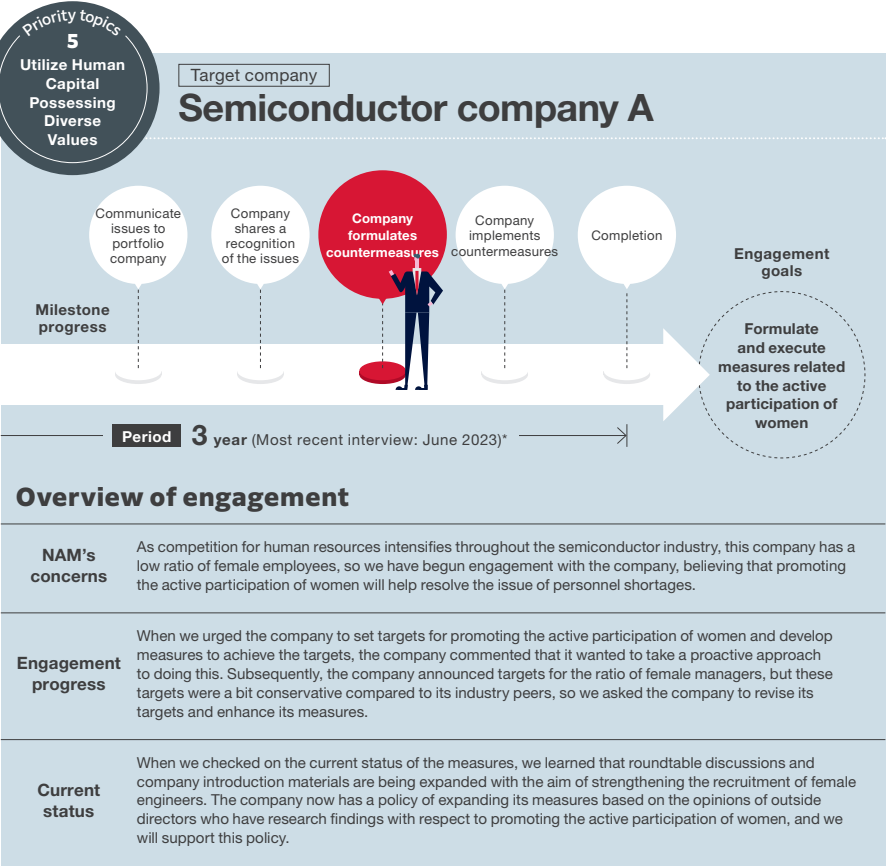 Priority topics
5
Utilize Human
Capital
Possessing
Diverse
Values
Target company
Semiconductor company A
Communicate
issues to
portfolio
company
Company
shares a
recognition
of the issues
Company
formulates
countermeasures
Company
implements
countermeasures
Completion
Engagement
goals
Milestone
progress
Formulate
and execute
measures related
to the active
participation of
women
Period 3 year (Most recent interview: June 2023)*
Overview of engagement
NAM's
concerns
As competition for human resources intensifies throughout the semiconductor industry, this company has a
low ratio of female employees, so we have begun engagement with the company, believing that promoting
the active participation of women will help resolve the issue of personnel shortages.
Engagement
progress
When we urged the company to set targets for promoting the active participation of women and develop
measures to achieve the targets, the company commented that it wanted to take a proactive approach
to doing this. Subsequently, the company announced targets for the ratio of female managers, but these
targets were a bit conservative compared to its industry peers, so we asked the company to revise its
targets and enhance its measures.
Current
status
When we checked on the current status of the measures, we learned that roundtable discussions and
company introduction materials are being expanded with the aim of strengthening the recruitment of female
engineers. The company now has a policy of expanding its measures based on the opinions of outside
directors who have research findings with respect to promoting the active participation of women, and we
will support this policy.